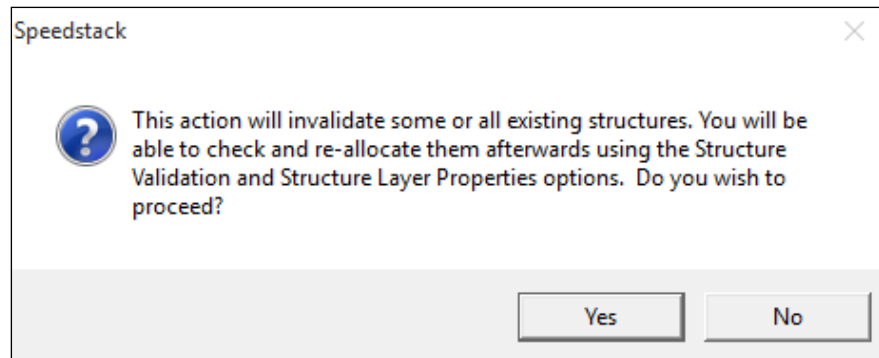 Speedstack
This action will invalidate some or all existing structures. You will be
able to check and re-allocate them afterwards using the Structure
Validation and Structure Layer Properties options.  Do you wish to
proceed?
Yes No